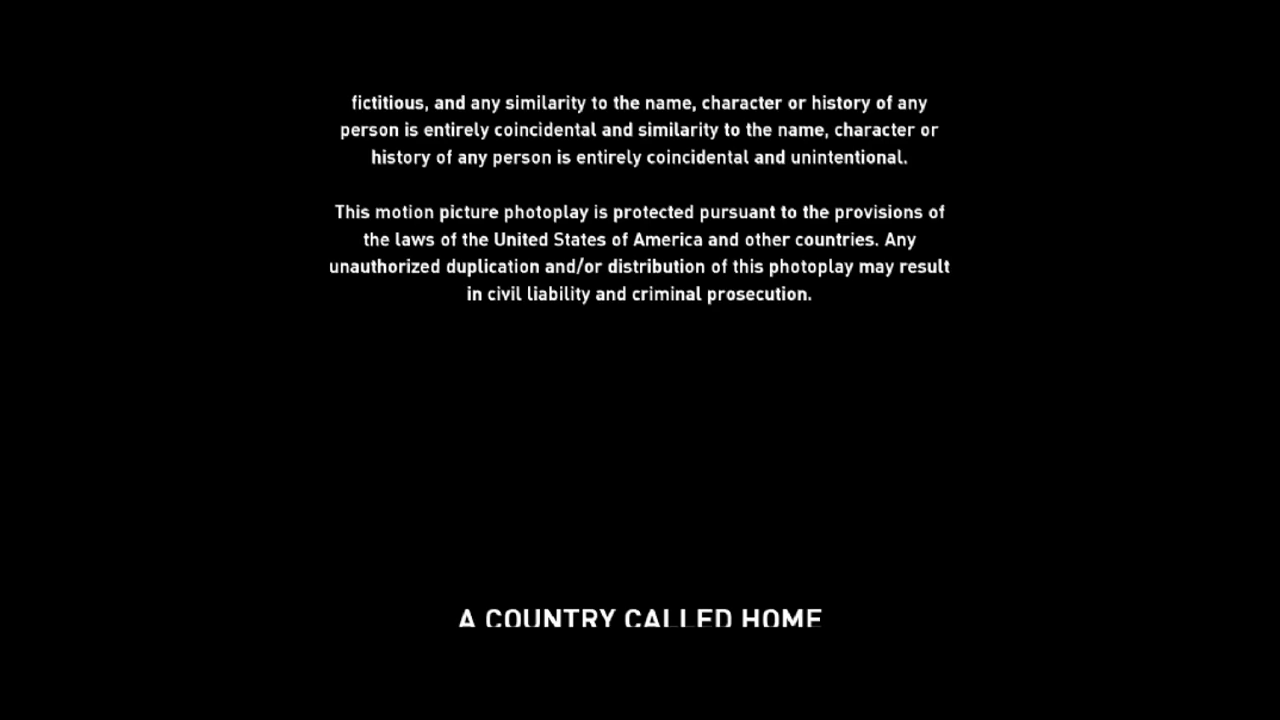 fictitious, and any similarity to the name, character or history of any
person is entirely coincidental and similarity to the name, character or
history of any person is entirely coincidental and unintentional.
This motion picture photoplay is protected pursuant to the provisions of
the laws of the United States of America and other countries. Any
unauthorized duplication and/or distribution of this photoplay may result
in civil liability and criminal prosecution.
A COUNTRY CALLED HOME